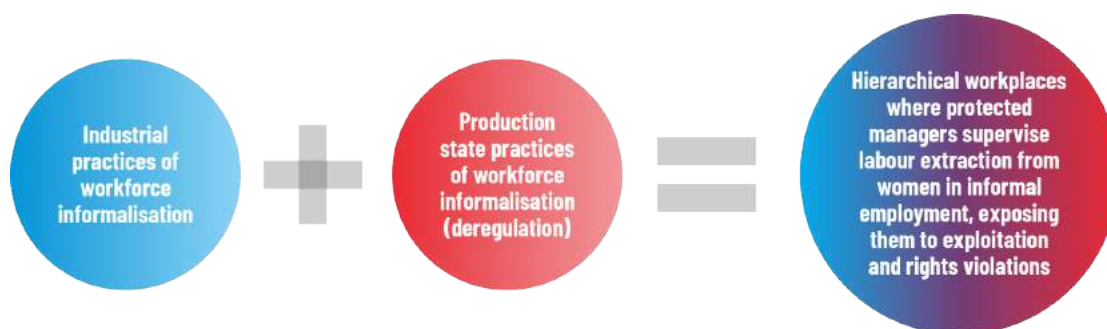 Industrial
practices of
workforce
informalisation
Production
state practices
of workforce
informalisation
(deregulation)
Hierarchical workplaces
where protected
managers supervise
labour extraction from
women in informal
employment, exposing
them to exploitation
and rights violations